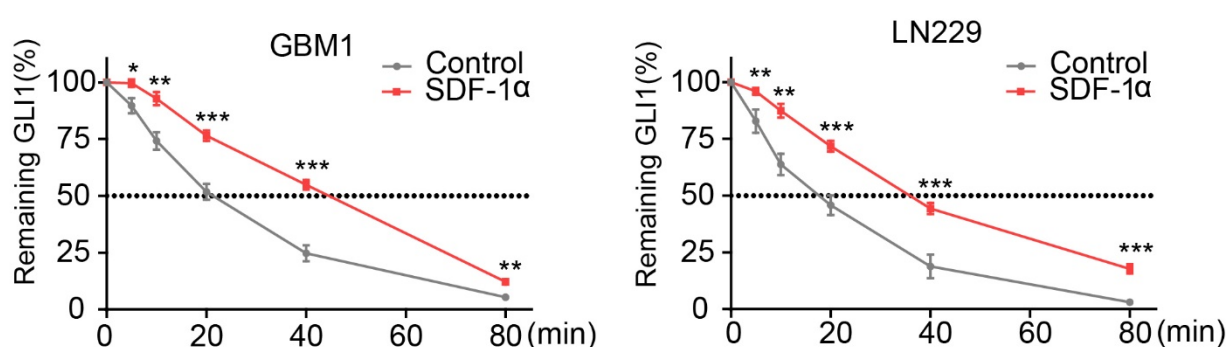 GBM1
Remaining GLI1(%)
Control
SDF-1α
100
75
50
25
0
* ** *** *** **
0 20 40 60 80 (min)
LN229
Remaining GLI1(%)
Control
SDF-1α
100
75
50
25
0
** ** *** *** ***
0 20 40 60 80 (min)